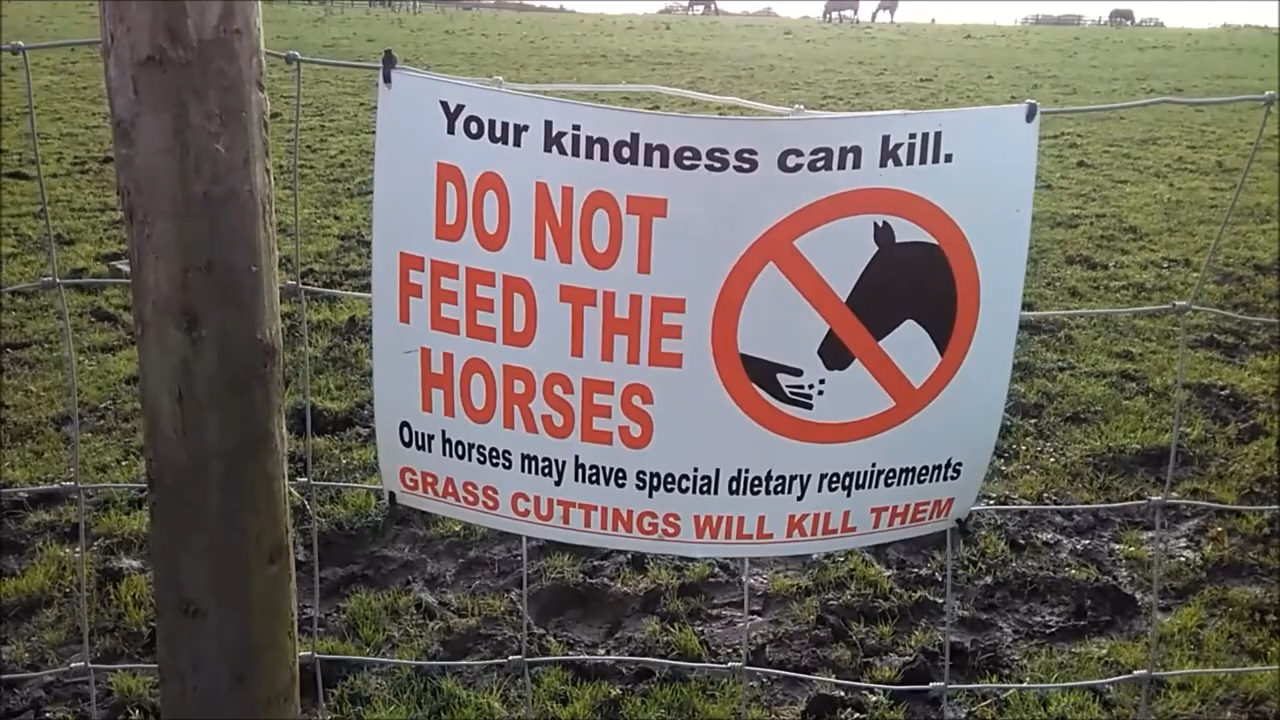 Your kindness can kill.
DO NOT
FEED THE
HORSES
Our horses may have special dietary requirements
GRASS CUTTINGS WILL KILL THEM